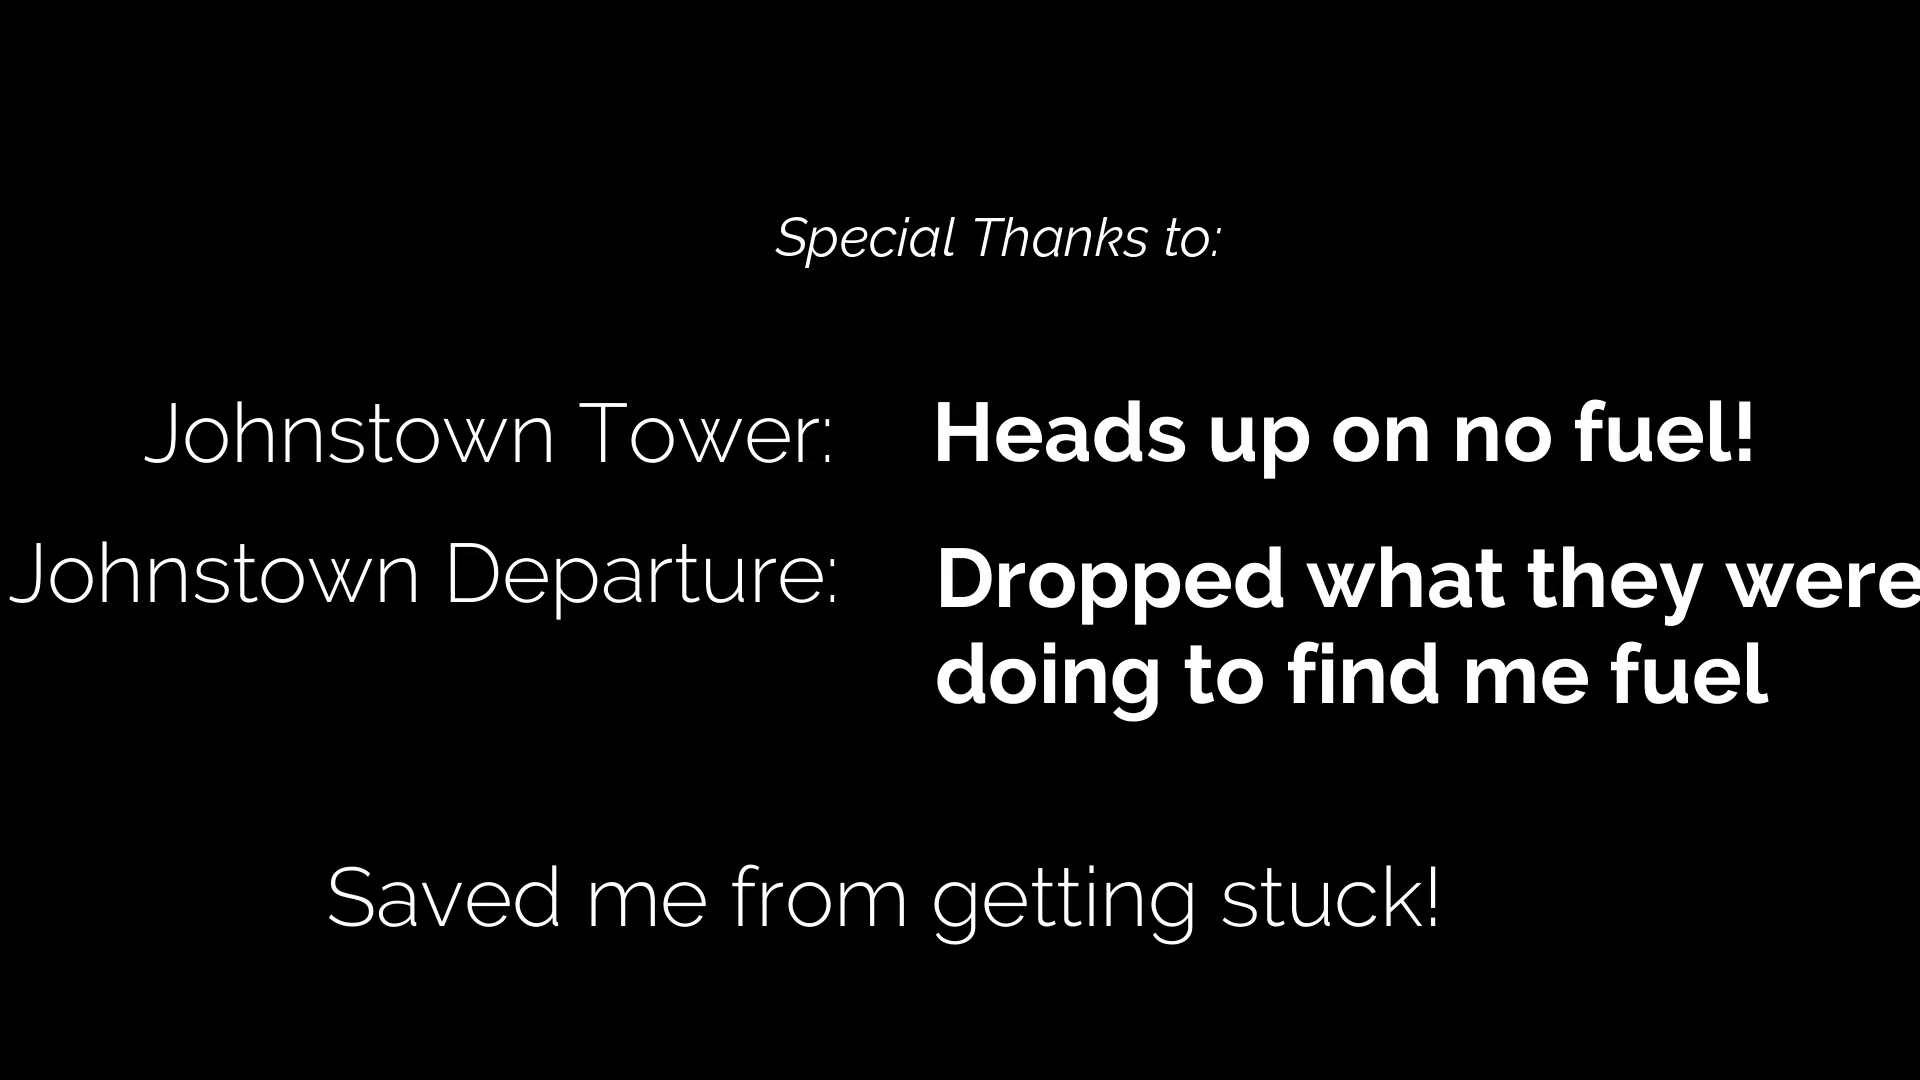 Special Thanks to:
Johnstown Tower: Heads up on no fuel!
Johnstown Departure: Dropped what they were
doing to find me fuel
Saved me from getting stuck!